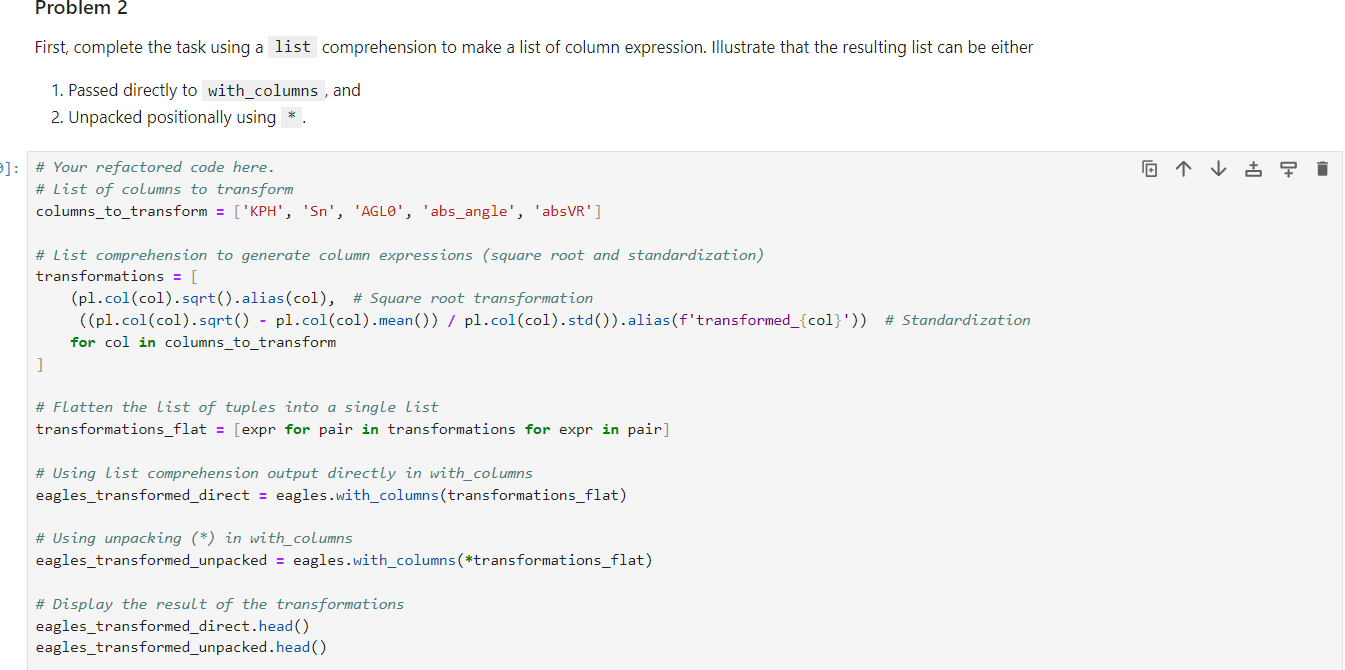 Problem 2
First, complete the task using a list comprehension to make a list of column expression. Illustrate that the resulting list can be either
1. Passed directly to with_columns , and
2. Unpacked positionally using * .
]:
# Your refactored code here.
# List of columns to transform
columns_to_transform = ['KPH', 'Sn', 'AGL0', 'abs_angle', 'absVR']
# List comprehension to generate column expressions (square root and standardization)
transformations = [
(pl.col(col).sqrt().alias(col), # Square root transformation
((pl.col(col).sqrt() - pl.col(col).mean()) / pl.col(col).std()).alias(f'transformed_{col}')) # Standardization
for col in columns_to_transform
]
# Flatten the list of tuples into a single list
transformations_flat = [expr for pair in transformations for expr in pair]
# Using list comprehension output directly in with_columns
eagles_transformed_direct = eagles.with_columns(transformations_flat)
# Using unpacking (*) in with_columns
eagles_transformed_unpacked = eagles.with_columns(*transformations_flat)
# Display the result of the transformations
eagles_transformed_direct.head()
eagles_transformed_unpacked.head()